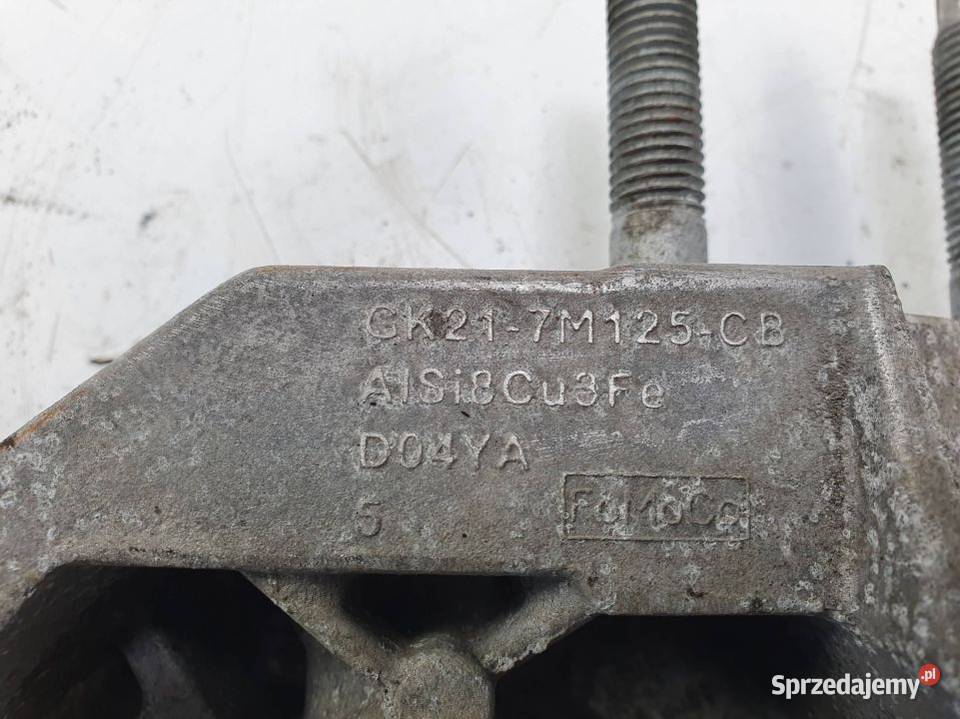 GK21-7M125-CB
AlSi8Cu3Fe
D04YA
5
FoMoCo
Sprzedajemy.pl